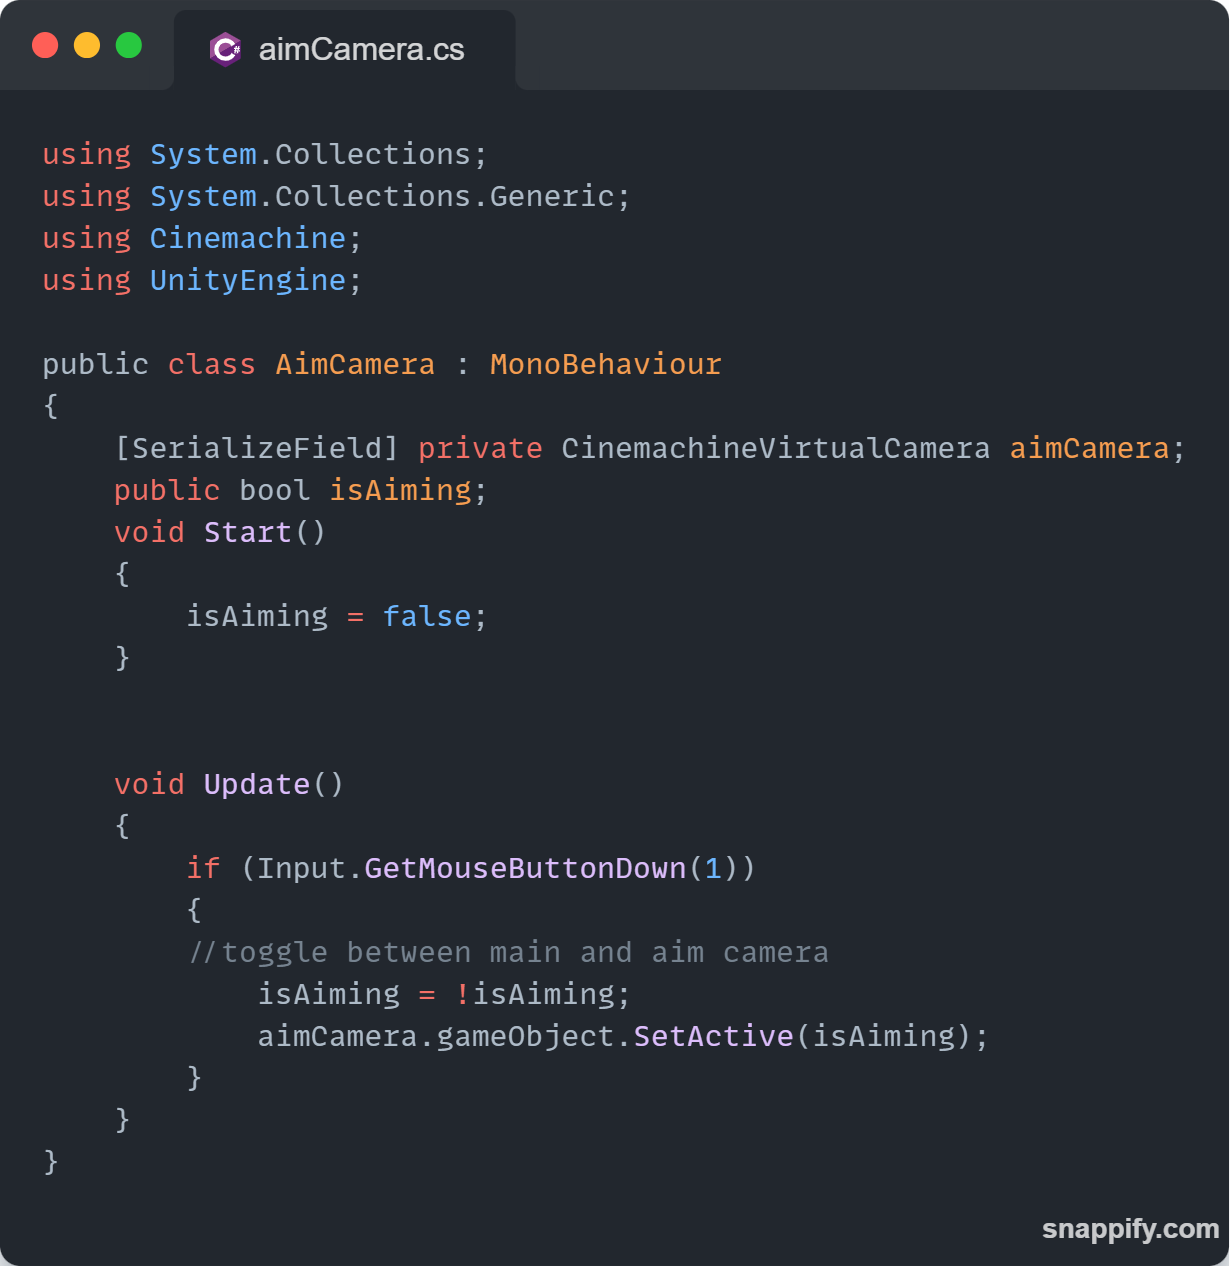 aimCamera.cs
using System.Collections;
using System.Collections.Generic;
using Cinemachine;
using UnityEngine;
public class AimCamera : MonoBehaviour
{
    [SerializeField] private CinemachineVirtualCamera aimCamera;
    public bool isAiming;
    void Start()
    {
        isAiming = false;
    }
    void Update()
    {
        if (Input.GetMouseButtonDown(1))
        {
        //toggle between main and aim camera
            isAiming = !isAiming;
            aimCamera.gameObject.SetActive(isAiming);
        }
    }
}
snappify.com